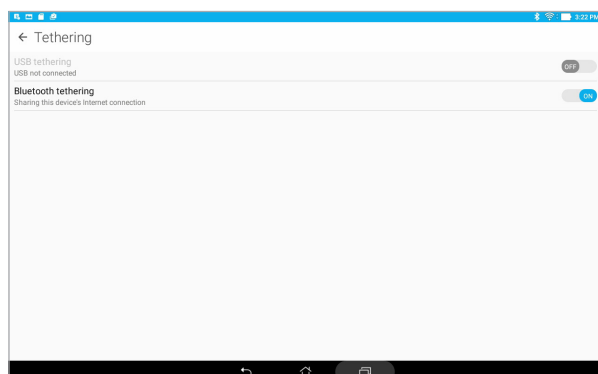 3:22 PM
Tethering
USB tethering
OFF
USB not connected
Bluetooth tethering
ON
Sharing this device's Internet connection